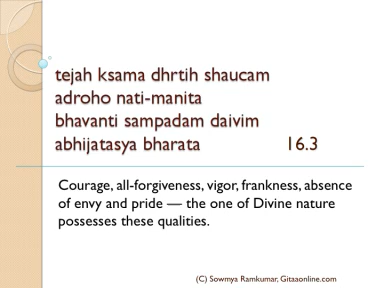 tejah ksama dhrtih shaucam
adroho nati-manita
bhavanti sampadam daivim
abhijatasya bharata 16.3
Courage, all-forgiveness, vigor, frankness, absence
of envy and pride — the one of Divine nature
possesses these qualities.
(C) Sowmya Ramkumar, Gitaaonline.com